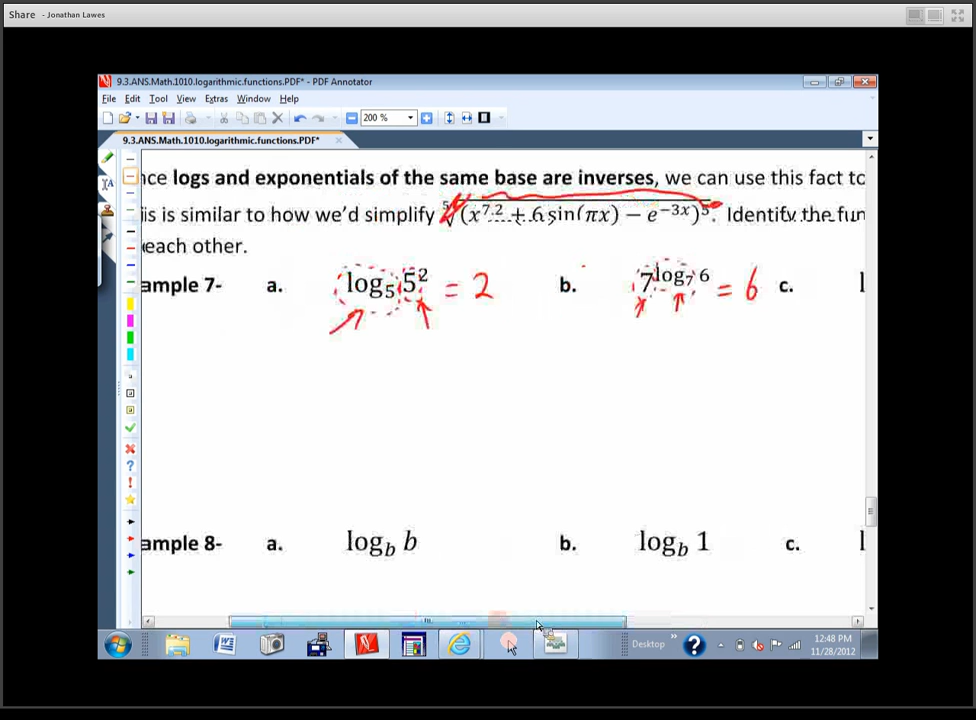 Share - Jonathan Lawes
9.3.ANS.Math.1010.logarithmic.functions.PDF* - PDF Annotator
File Edit Tool View Extras Window Help
200 %
9.3.ANS.Math.1010.logarithmic.functions.PDF*
nce logs and exponentials of the same base are inverses, we can use this fact to
is is similar to how we'd simplify ⁵√(x^7.2 + 6 sin(πx) − e^−3x)^5. Identify the fun
each other.
ample 7- a. log₅ 5² = 2 b. 7^log₇ 6 = 6 c. l
ample 8- a. log_b b b. log_b 1 c. l
Desktop » 12:48 PM
11/28/2012